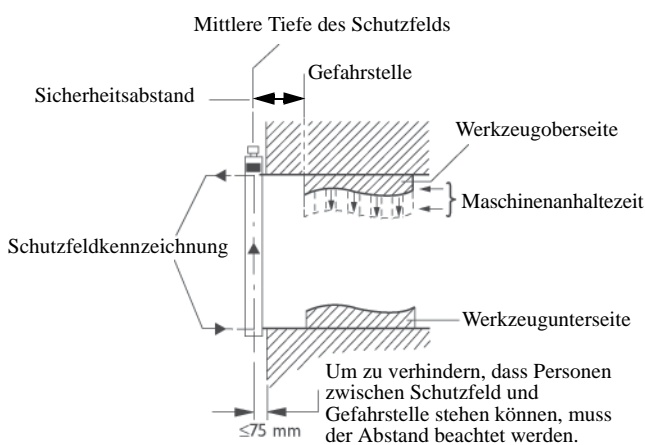 Mittlere Tiefe des Schutzfelds
Gefahrstelle
Sicherheitsabstand
Werkzeugoberseite
Maschinenanhaltezeit
Schutzfeldkennzeichnung
Werkzeugunterseite
Um zu verhindern, dass Personen
zwischen Schutzfeld und
Gefahrstelle stehen können, muss
der Abstand beachtet werden.
≤75 mm